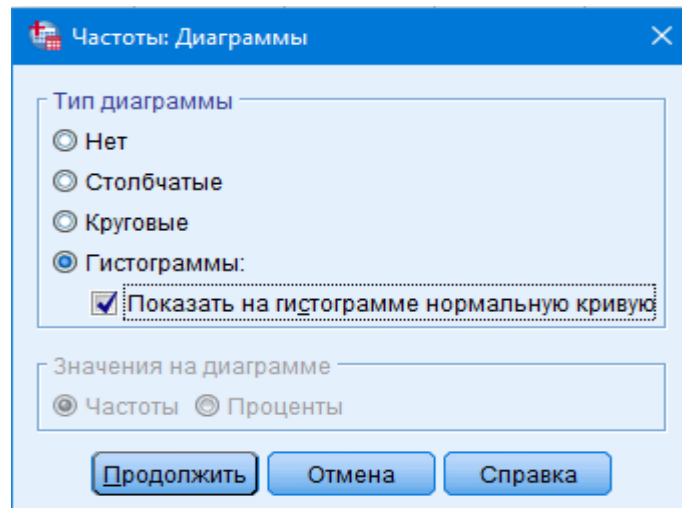 Частоты: Диаграммы
Тип диаграммы
Нет
Столбчатые
Круговые
Гистограммы:
Показать на гистограмме нормальную кривую
Значения на диаграмме
Частоты Проценты
Продолжить Отмена Справка